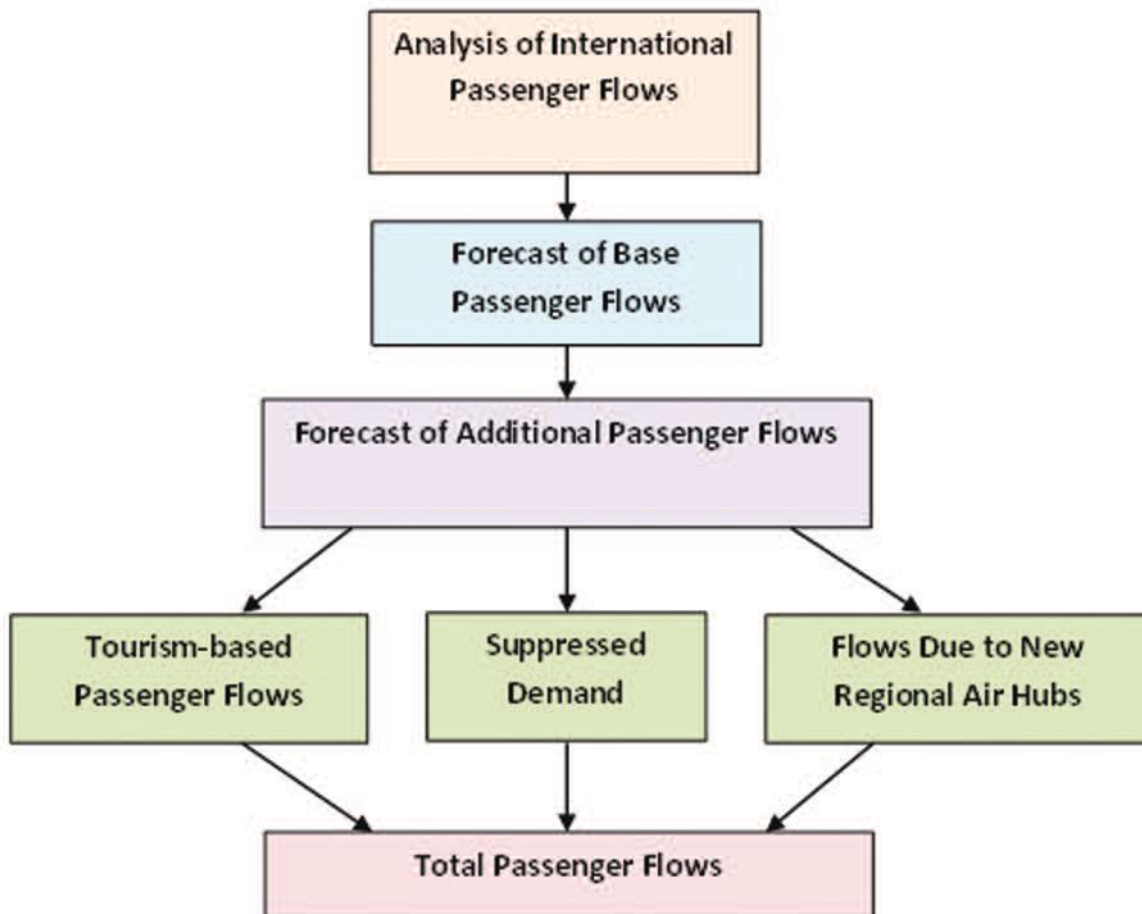 Analysis of International
Passenger Flows
Forecast of Base
Passenger Flows
Forecast of Additional Passenger Flows
Tourism-based
Passenger Flows
Suppressed
Demand
Flows Due to New
Regional Air Hubs
Total Passenger Flows